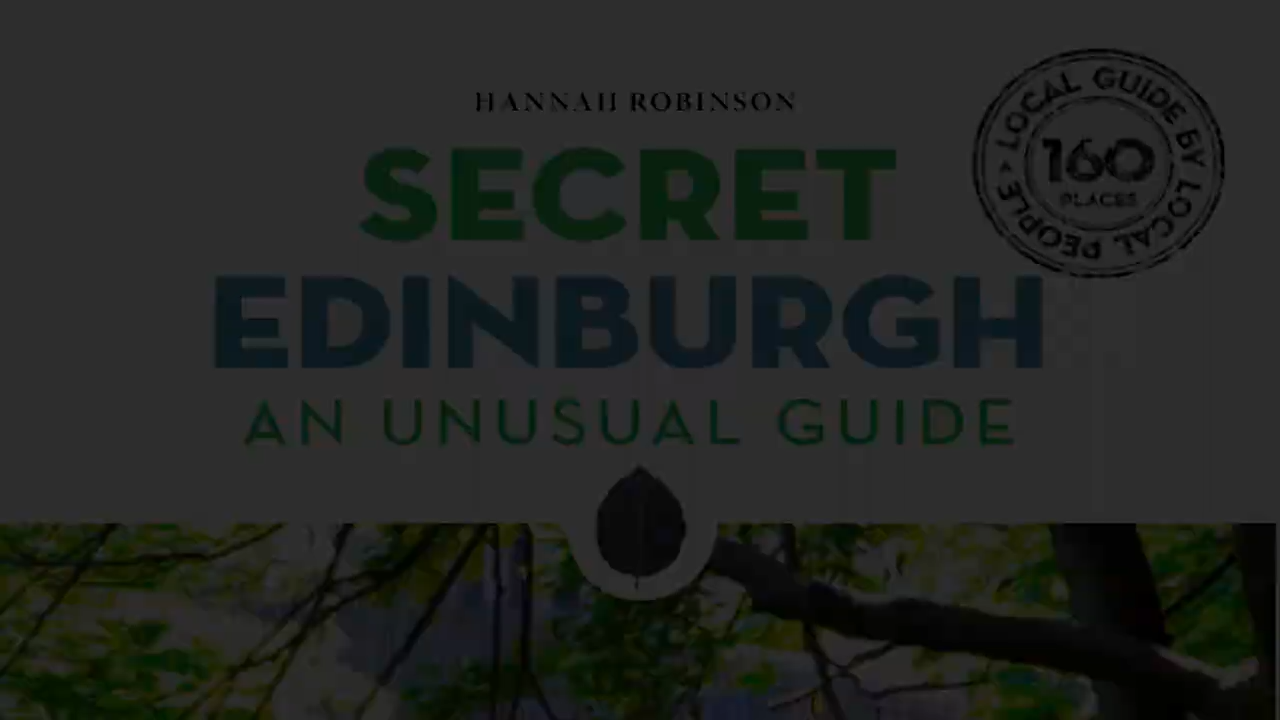 HANNAH ROBINSON
SECRET
EDINBURGH
AN UNUSUAL GUIDE
LOCAL GUIDE BY LOCAL PEOPLE >
160
PLACES